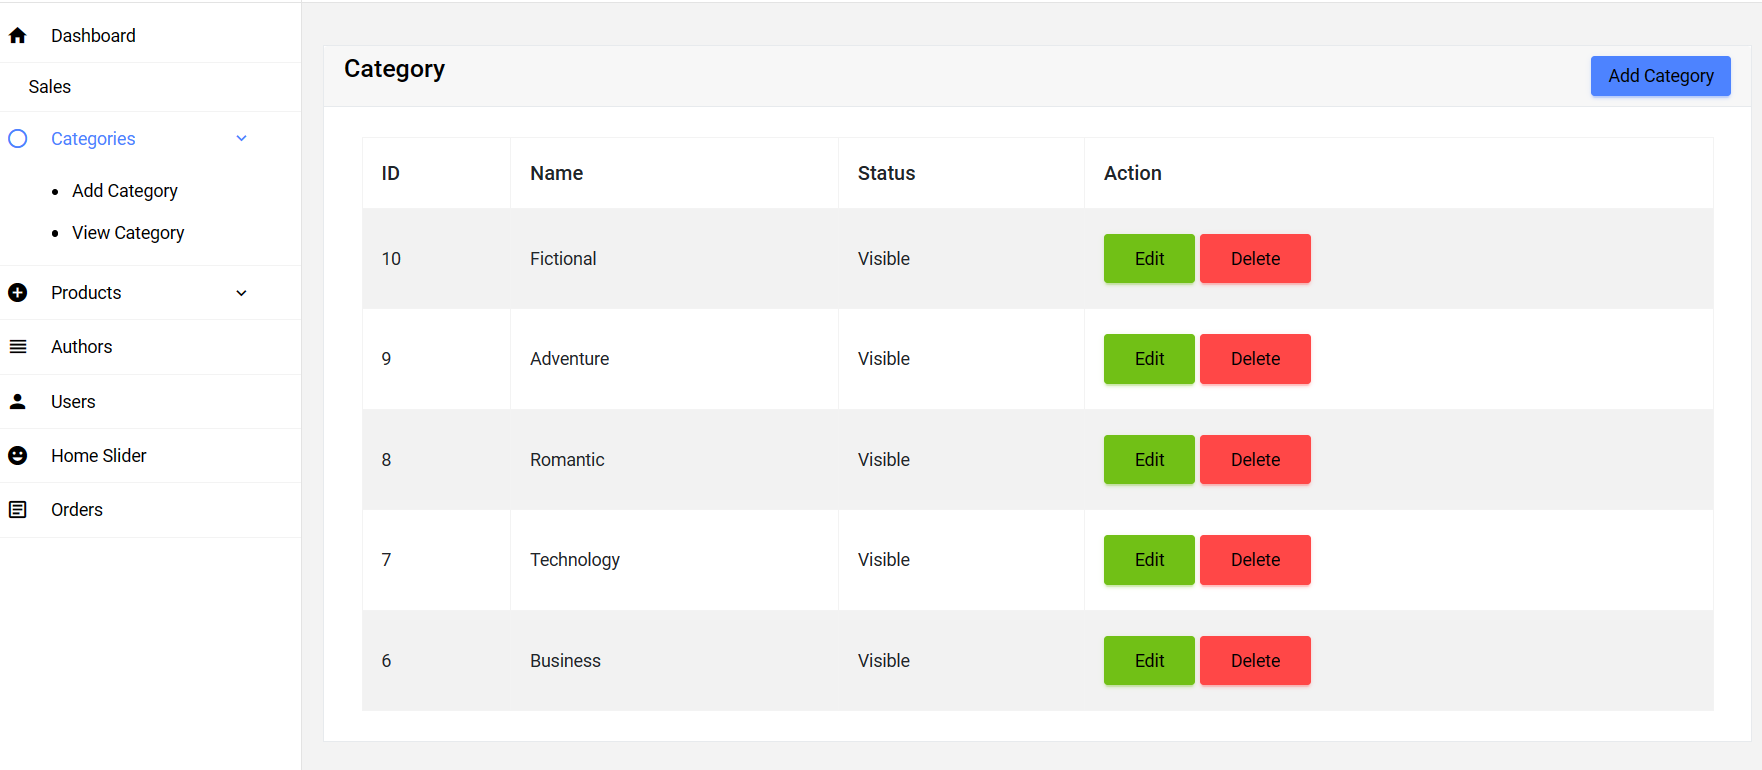 Dashboard
Sales
Categories
Add Category
View Category
Products
Authors
Users
Home Slider
Orders
Category
Add Category
ID Name Status Action
10 Fictional Visible Edit Delete
9 Adventure Visible Edit Delete
8 Romantic Visible Edit Delete
7 Technology Visible Edit Delete
6 Business Visible Edit Delete